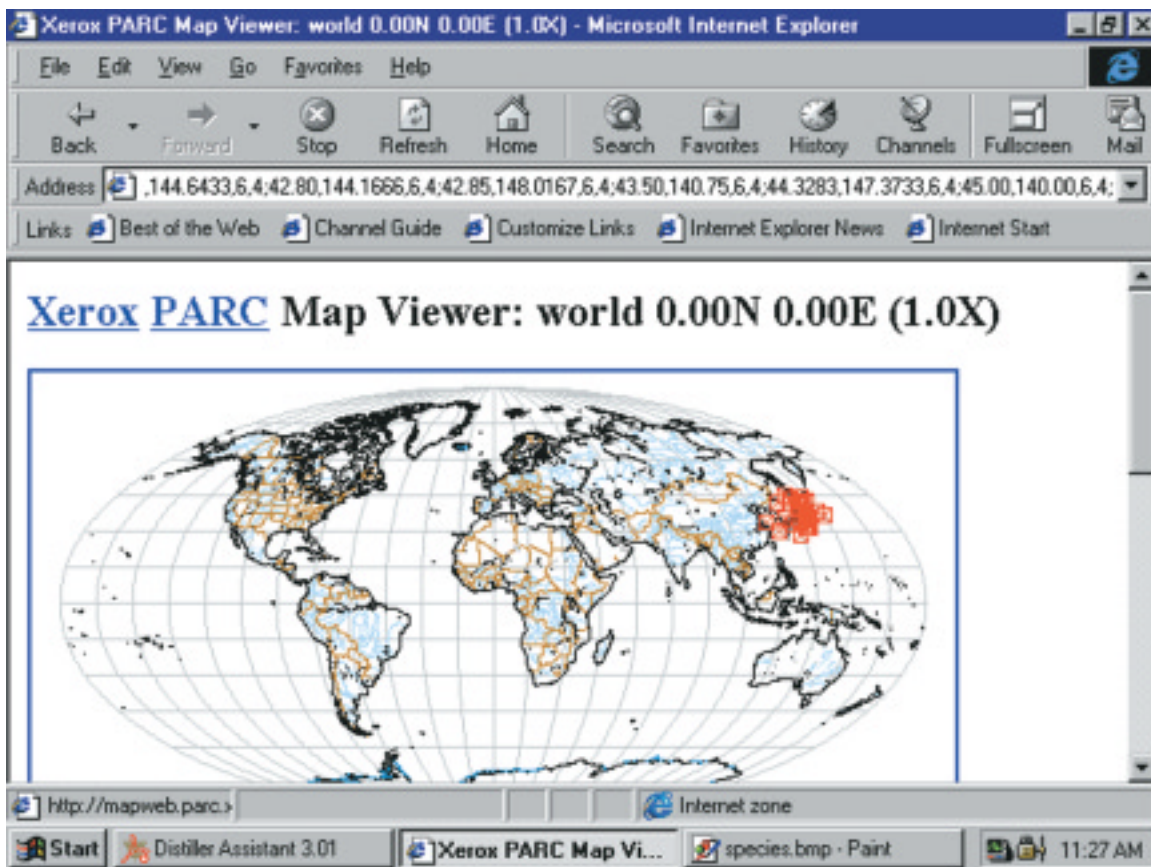 Xerox PARC Map Viewer: world 0.00N 0.00E (1.0X) - Microsoft Internet Explorer
File Edit View Go Favorites Help
Back Forward Stop Refresh Home Search Favorites History Channels Fullscreen Mail
Address ,144.6433,6,4;42.80,144.1666,6,4;42.85,148.0167,6,4;43.50,140.75,6,4;44.3283,147.3733,6,4;45.00,140.00,6,4;
Links Best of the Web Channel Guide Customize Links Internet Explorer News Internet Start
Xerox PARC Map Viewer: world 0.00N 0.00E (1.0X)
http://mapweb.parc.x Internet zone
Start Distiller Assistant 3.01 Xerox PARC Map Vi... species.bmp - Paint 11:27 AM